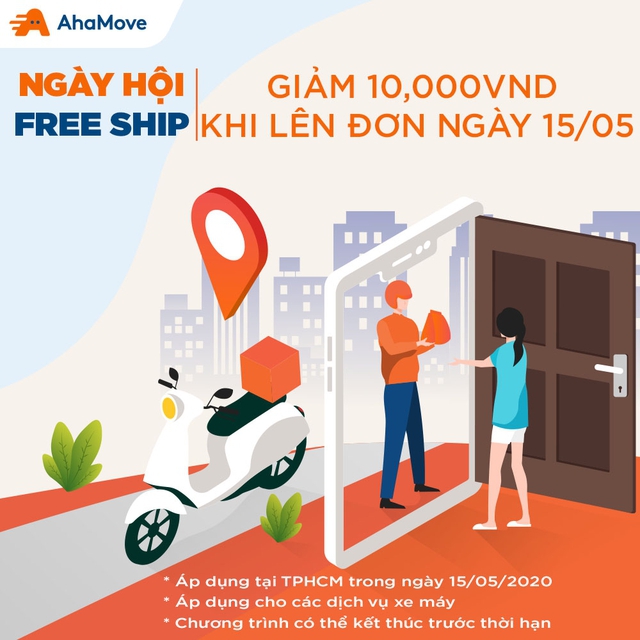 AhaMove
NGÀY HỘI
FREE SHIP
GIẢM 10,000VND
KHI LÊN ĐƠN NGÀY 15/05
* Áp dụng tại TPHCM trong ngày 15/05/2020
* Áp dụng cho các dịch vụ xe máy
* Chương trình có thể kết thúc trước thời hạn